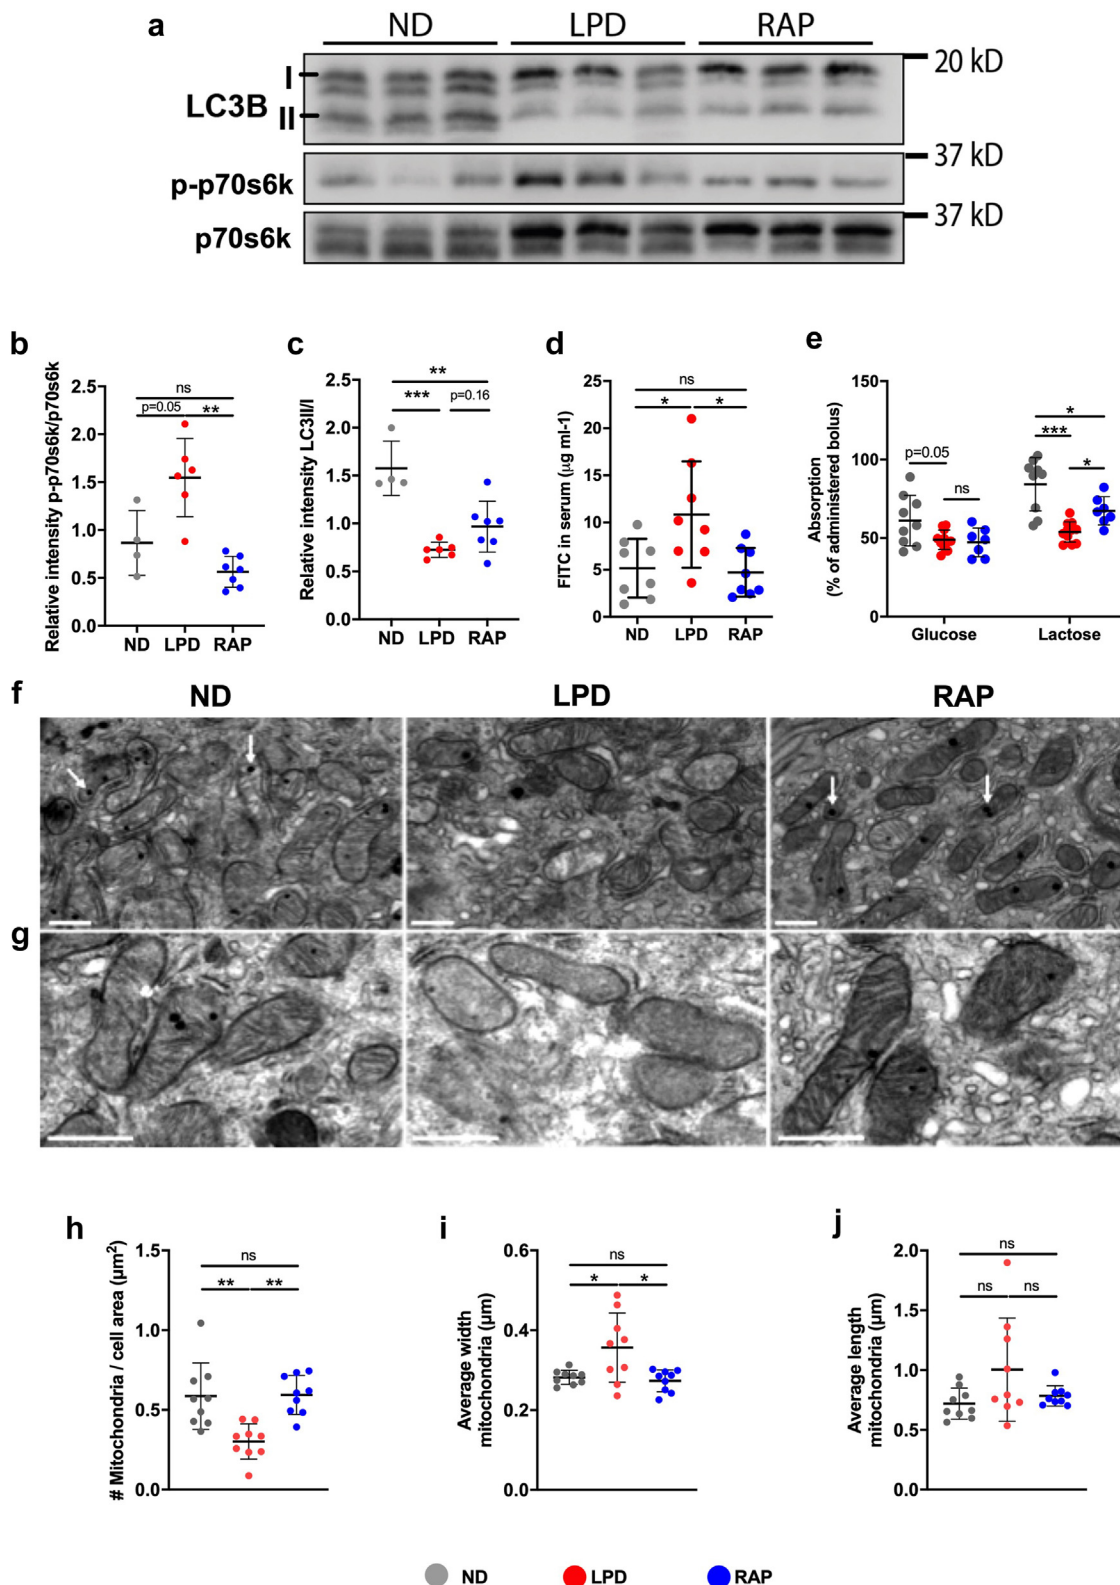 a
ND LPD RAP
I
LC3B
II
20 kD
p-p70s6k
37 kD
p70s6k
37 kD
b
Relative intensity p-p70s6k/p70s6k
2.5
2.0
1.5
1.0
0.5
0.0
ns
p=0.05 **
ND LPD RAP
c
Relative intensity LC3II/I
2.5
2.0
1.5
1.0
0.5
0.0
**
*** p=0.16
ND LPD RAP
d
FITC in serum (µg ml-1)
25
20
15
10
5
0
ns
* *
ND LPD RAP
e
Absorption
(% of administered bolus)
150
100
50
0
p=0.05
ns
*
***
*
Glucose Lactose
f
ND LPD RAP
g
h
# Mitochondria / cell area (µm²)
1.5
1.0
0.5
0.0
ns
** **
i
Average width
mitochondria (µm)
0.6
0.4
0.2
0.0
ns
* *
j
Average length
mitochondria (µm)
2.0
1.5
1.0
0.5
0.0
ns
ns ns
ND LPD RAP